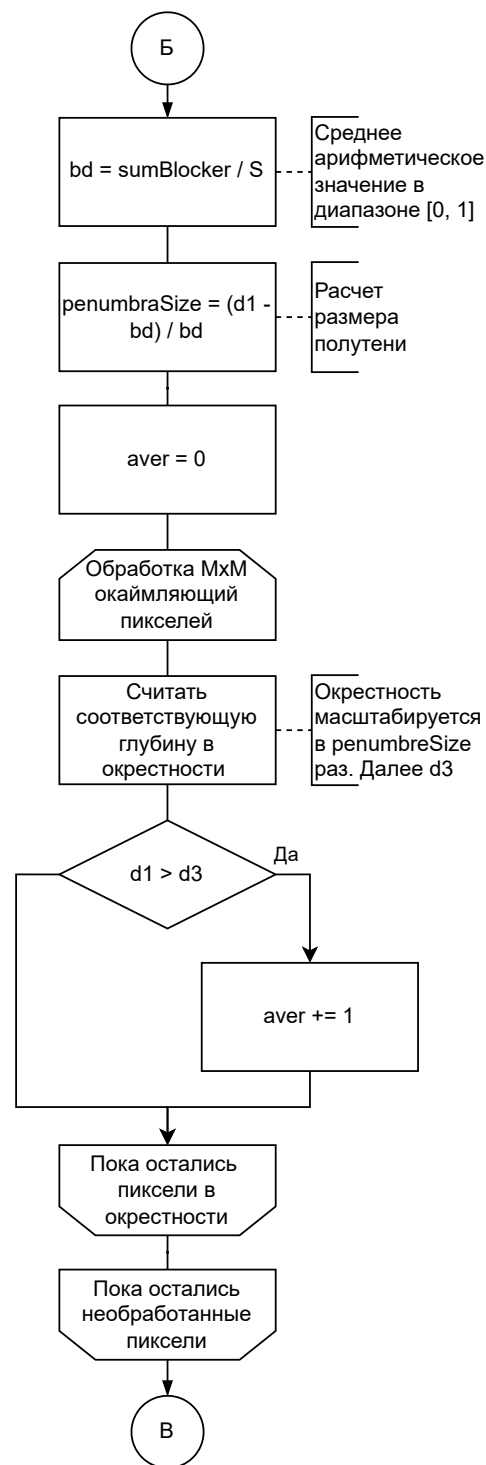 Б
bd = sumBlocker / S
Среднее
арифметическое
значение в
диапазоне [0, 1]
penumbraSize = (d1 -
bd) / bd
Расчет
размера
полутени
aver = 0
Обработка МхМ
окаймляющий
пикселей
Считать
соответствующую
глубину в
окрестности
Окрестность
масштабируется
в penumbreSize
раз. Далее d3
d1 > d3
Да
aver += 1
Пока остались
пиксели в
окрестности
Пока остались
необработанные
пиксели
В